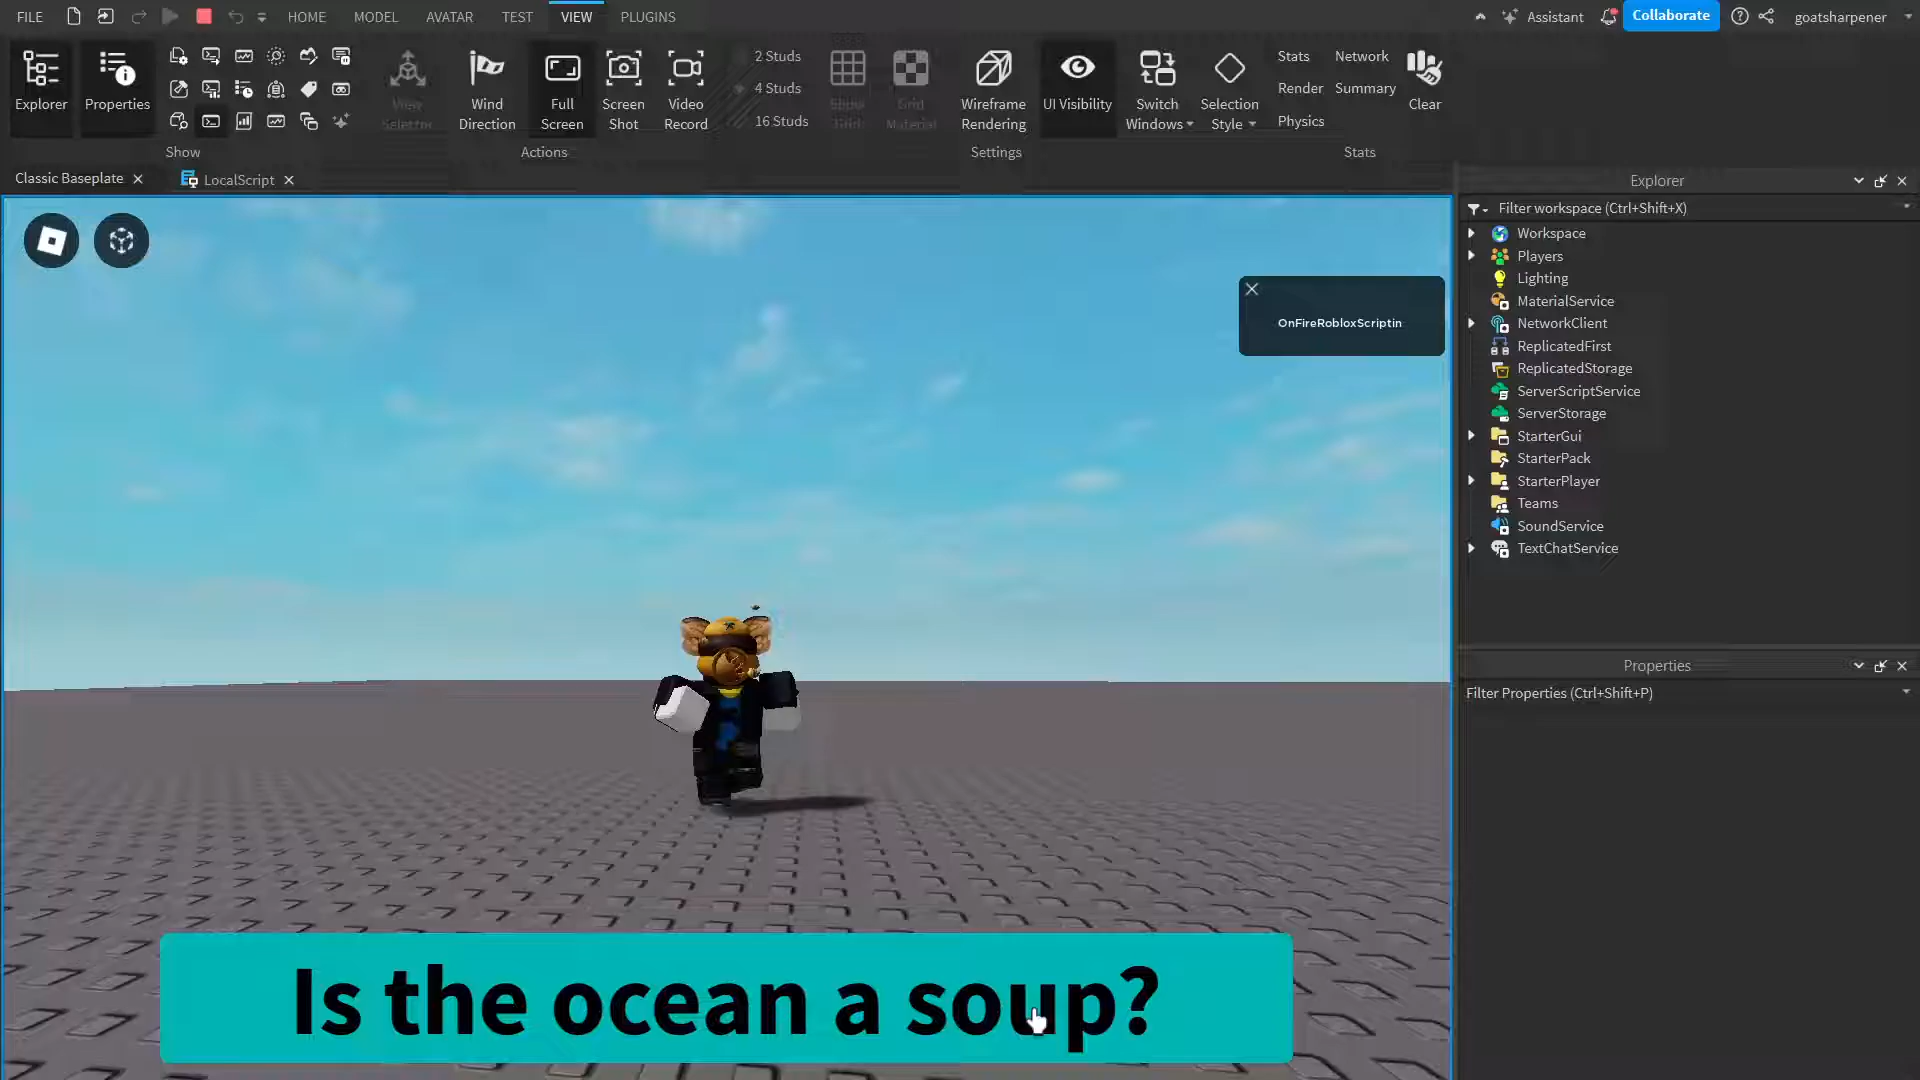 FILE HOME MODEL AVATAR TEST VIEW PLUGINS Assistant Collaborate goatsharpener
Explorer Properties
View Selector
Wind Direction
Full Screen
Screen Shot
Video Record
2 Studs
4 Studs
16 Studs
Grid Material
Wireframe Rendering
UI Visibility
Switch Windows
Selection Style
Stats Network
Render Summary
Physics
Clear
Show Actions Settings Stats
Classic Baseplate LocalScript
OnFireRobloxScriptin
Is the ocean a soup?
Explorer
Filter workspace (Ctrl+Shift+X)
Workspace
Players
Lighting
MaterialService
NetworkClient
ReplicatedFirst
ReplicatedStorage
ServerScriptService
ServerStorage
StarterGui
StarterPack
StarterPlayer
Teams
SoundService
TextChatService
Properties
Filter Properties (Ctrl+Shift+P)